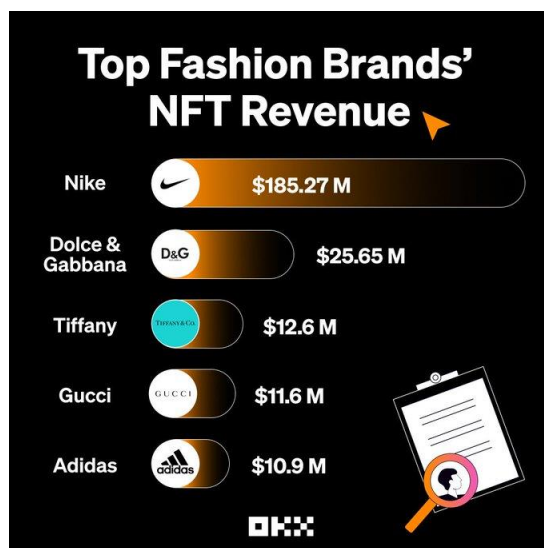 Top Fashion Brands'
NFT Revenue
Nike
$185.27 M
Dolce &
Gabbana
D&G
$25.65 M
Tiffany
TIFFANY & CO.
$12.6 M
Gucci
GUCCI
$11.6 M
Adidas
adidas
$10.9 M
OKX